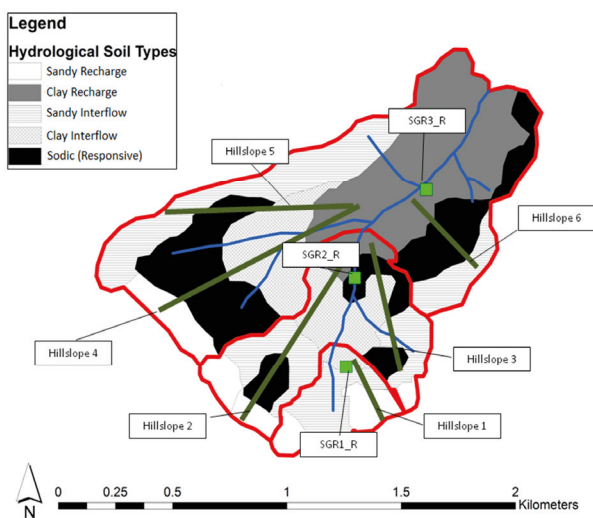 Legend
Hydrological Soil Types
Sandy Recharge
Clay Recharge
Sandy Interflow
Clay Interflow
Sodic (Responsive)
SGR3_R
Hillslope 5
Hillslope 6
SGR2_R
Hillslope 4
Hillslope 3
Hillslope 2
Hillslope 1
SGR1_R
N
0 0.25 0.5 1 1.5 2
Kilometers